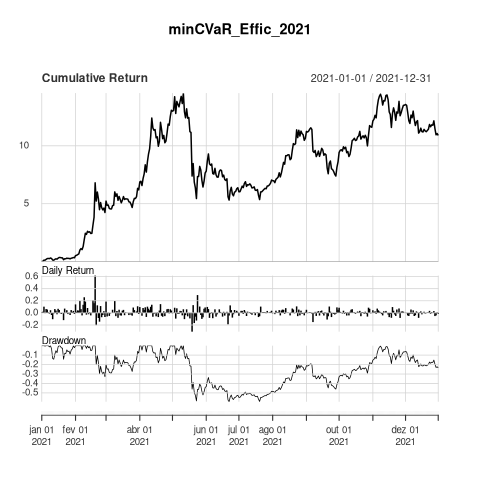 minCVaR_Effic_2021
Cumulative Return 2021-01-01 / 2021-12-31
10
5
Daily Return
0.6
0.4
0.2
0.0
-0.2
Drawdown
-0.1
-0.2
-0.3
-0.4
-0.5
jan 01 fev 01 abr 01 jun 01 jul 01 ago 01 out 01 dez 01
2021 2021 2021 2021 2021 2021 2021 2021